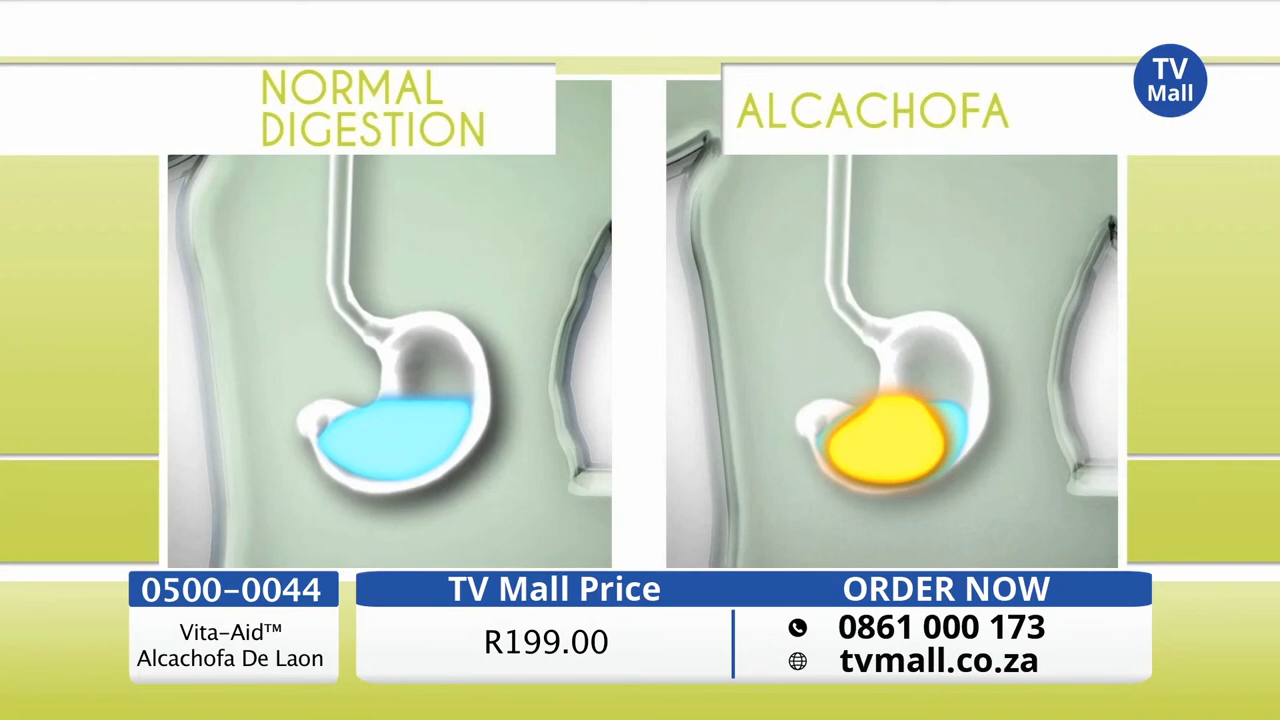 NORMAL
DIGESTION
ALCACHOFA
TV
Mall
0500-0044
Vita-Aid™
Alcachofa De Laon
TV Mall Price
R199.00
ORDER NOW
0861 000 173
tvmall.co.za